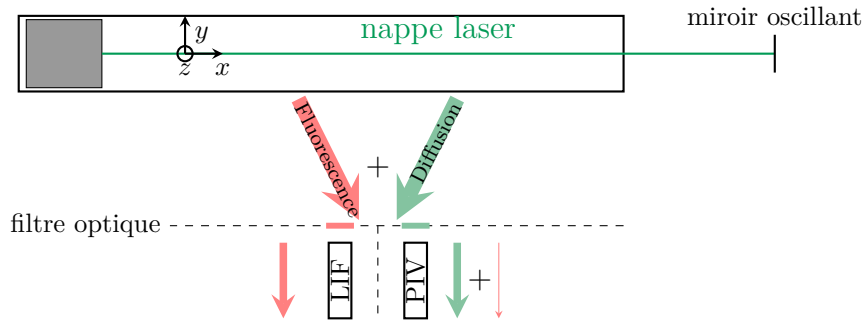 miroir oscillant
nappe laser
y
z
x
Fluorescence
+
Diffusion
filtre optique
LIF
PIV
+